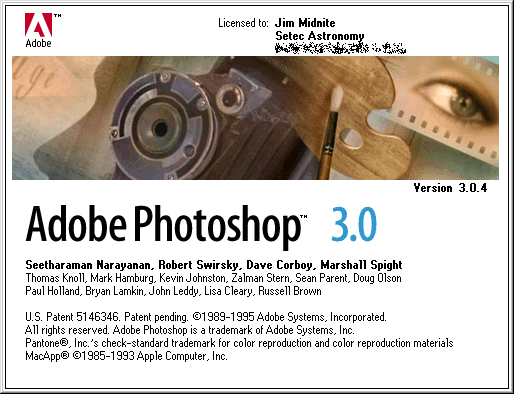 Adobe™
Licensed to: Jim Midnite
Setec Astronomy
Version 3.0.4
Adobe Photoshop™ 3.0
Seetharaman Narayanan, Robert Swirsky, Dave Corboy, Marshall Spight
Thomas Knoll, Mark Hamburg, Kevin Johnston, Zalman Stern, Sean Parent, Doug Olson
Paul Holland, Bryan Lamkin, John Leddy, Lisa Cleary, Russell Brown
U.S. Patent 5146346. Patent pending. ©1989-1995 Adobe Systems, Incorporated.
All rights reserved. Adobe Photoshop is a trademark of Adobe Systems, Inc.
Pantone®, Inc.'s check-standard trademark for color reproduction and color reproduction materials
MacApp® ©1985-1993 Apple Computer, Inc.